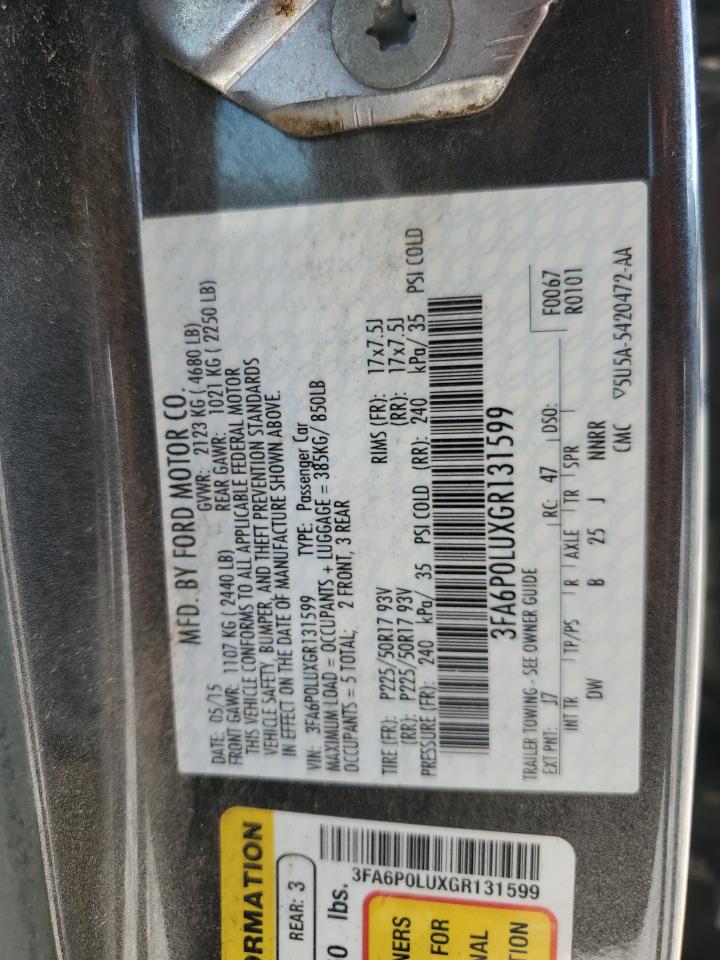 MFD. BY FORD MOTOR CO.
DATE: 05/15 GVWR: 2123 KG ( 4680 LB)
FRONT GAWR: 1107 KG ( 2440 LB) REAR GAWR: 1021 KG ( 2250 LB)
THIS VEHICLE CONFORMS TO ALL APPLICABLE FEDERAL MOTOR
VEHICLE SAFETY, BUMPER, AND THEFT PREVENTION STANDARDS
IN EFFECT ON THE DATE OF MANUFACTURE SHOWN ABOVE.
VIN: 3FA6P0LUXGR131599 TYPE: Passenger Car
MAXIMUM LOAD = OCCUPANTS + LUGGAGE = 385KG/ 850LB
OCCUPANTS = 5 TOTAL; 2 FRONT, 3 REAR
TIRE (FR): P225/50R17 93V RIMS (FR): 17x7.5J
(RR): P225/50R17 93V (RR): 17x7.5J
PRESSURE (FR): 240 kPa/ 35 PSI COLD (RR): 240 kPa/ 35 PSI COLD
3FA6P0LUXGR131599
TRAILER TOWING - SEE OWNER GUIDE F0067
EXT PNT: J7 RC: 47 DSO: R0101
INT TR TP/PS R AXLE TR SPR
DW B 25 J NNRR
CMC ▽5U5A-5420472-AA
ORMATION
REAR: 3
0 lbs.
3FA6P0LUXGR131599
NERS
FOR
NAL
TION